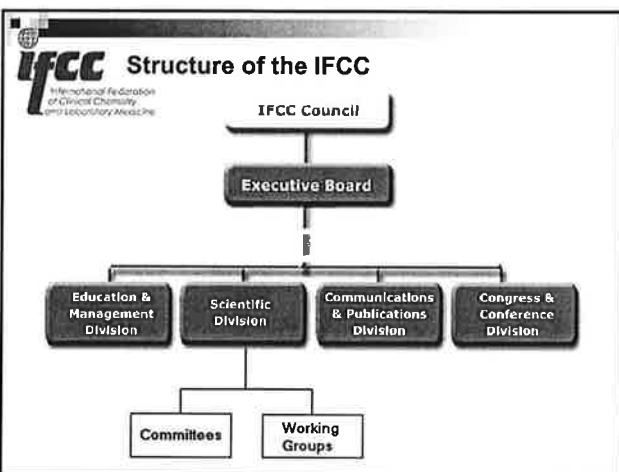 IFCC
International Federation
of Clinical Chemistry
and Laboratory Medicine
Structure of the IFCC
IFCC Council
Executive Board
Education &
Management
Division
Scientific
Division
Communications
& Publications
Division
Congress &
Conference
Division
Committees
Working
Groups